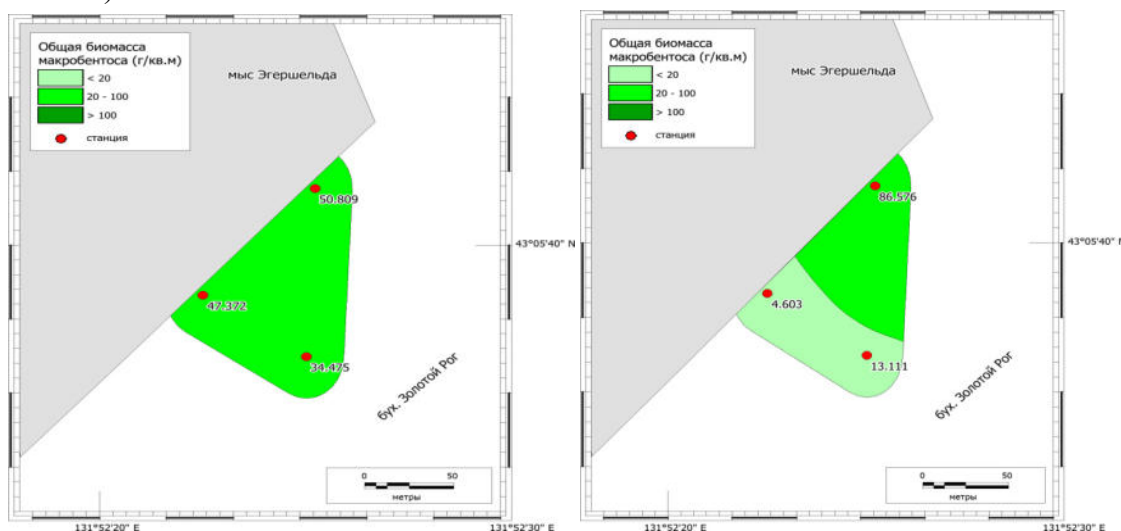 )
Общая биомасса
макробентоса (г/кв.м)
< 20
20 - 100
> 100
станция
мыс Эгершельда
50.809
43°05'40" N
47.372
34.475
бух. Золотой Рог
0 50
метры
131°52'20" E
131°52'30" E
Общая биомасса
макробентоса (г/кв.м)
< 20
20 - 100
> 100
станция
мыс Эгершельда
86.576
43°05'40" N
4.603
13.111
бух. Золотой Рог
0 50
метры
131°52'20" E
131°52'30" E